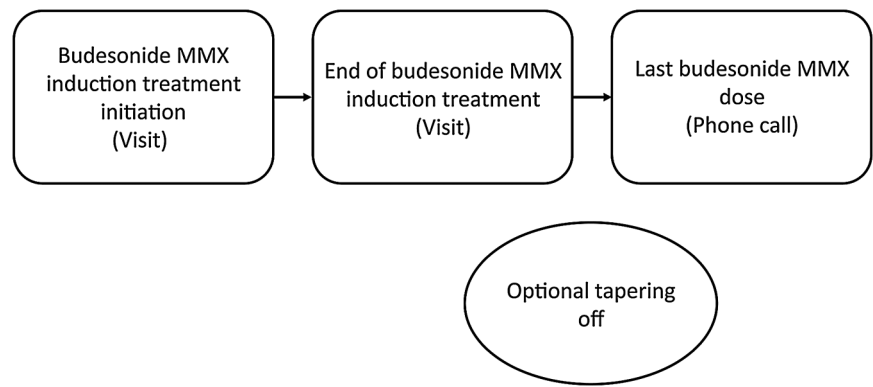 Budesonide MMX
induction treatment
initiation
(Visit)
End of budesonide MMX
induction treatment
(Visit)
Last budesonide MMX
dose
(Phone call)
Optional tapering
off